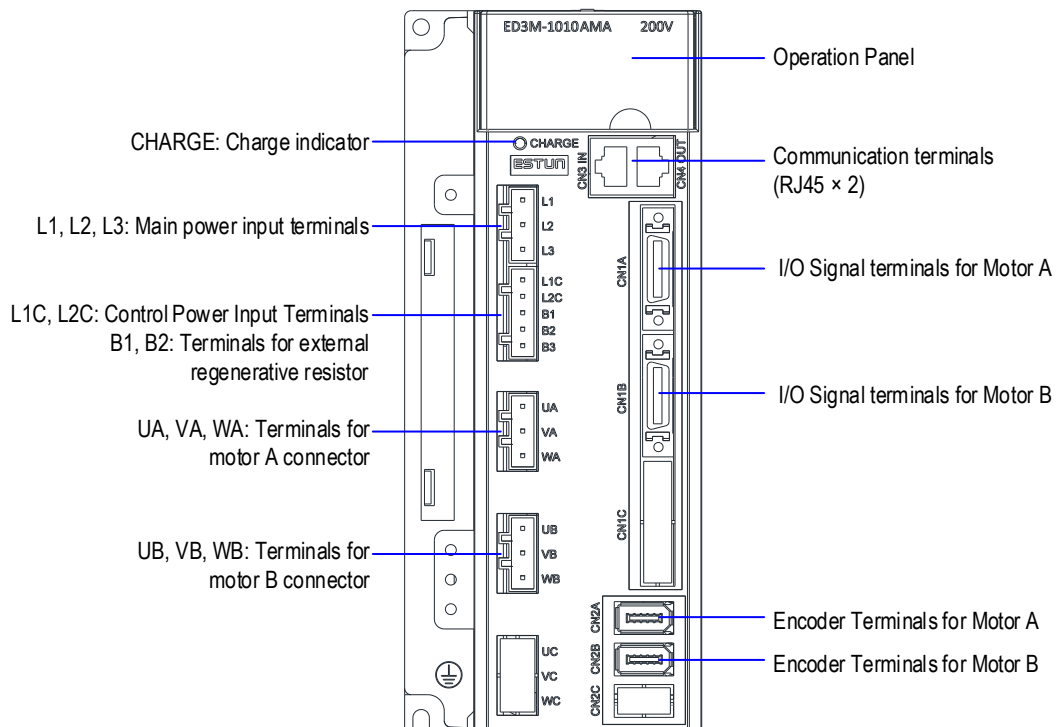 ED3M-1010AMA 200V
Operation Panel
CHARGE: Charge indicator
CHARGE
ESTUN
CN3 IN
CN4 OUT
Communication terminals
(RJ45 × 2)
L1, L2, L3: Main power input terminals
L1
L2
L3
CN1A
I/O Signal terminals for Motor A
L1C, L2C: Control Power Input Terminals
B1, B2: Terminals for external
regenerative resistor
L1C
L2C
B1
B2
B3
CN1B
I/O Signal terminals for Motor B
UA, VA, WA: Terminals for
motor A connector
UA
VA
WA
CN1C
UB, VB, WB: Terminals for
motor B connector
UB
VB
WB
CN2A
Encoder Terminals for Motor A
CN2B
Encoder Terminals for Motor B
UC
VC
WC
CN2C